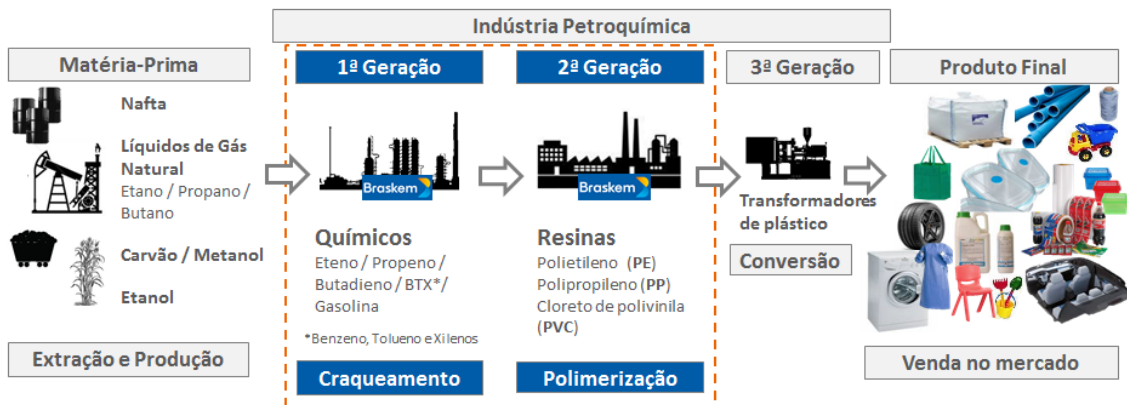 Indústria Petroquímica
Matéria-Prima
Nafta
Líquidos de Gás
Natural
Etano / Propano /
Butano
Carvão / Metanol
Etanol
Extração e Produção
1ª Geração
Braskem
Químicos
Eteno / Propeno /
Butadieno / BTX*/
Gasolina
*Benzeno, Tolueno e Xilenos
Craqueamento
2ª Geração
Braskem
Resinas
Polietileno (PE)
Polipropileno (PP)
Cloreto de polivinila
(PVC)
Polimerização
3ª Geração
Transformadores
de plástico
Conversão
Produto Final
Venda no mercado